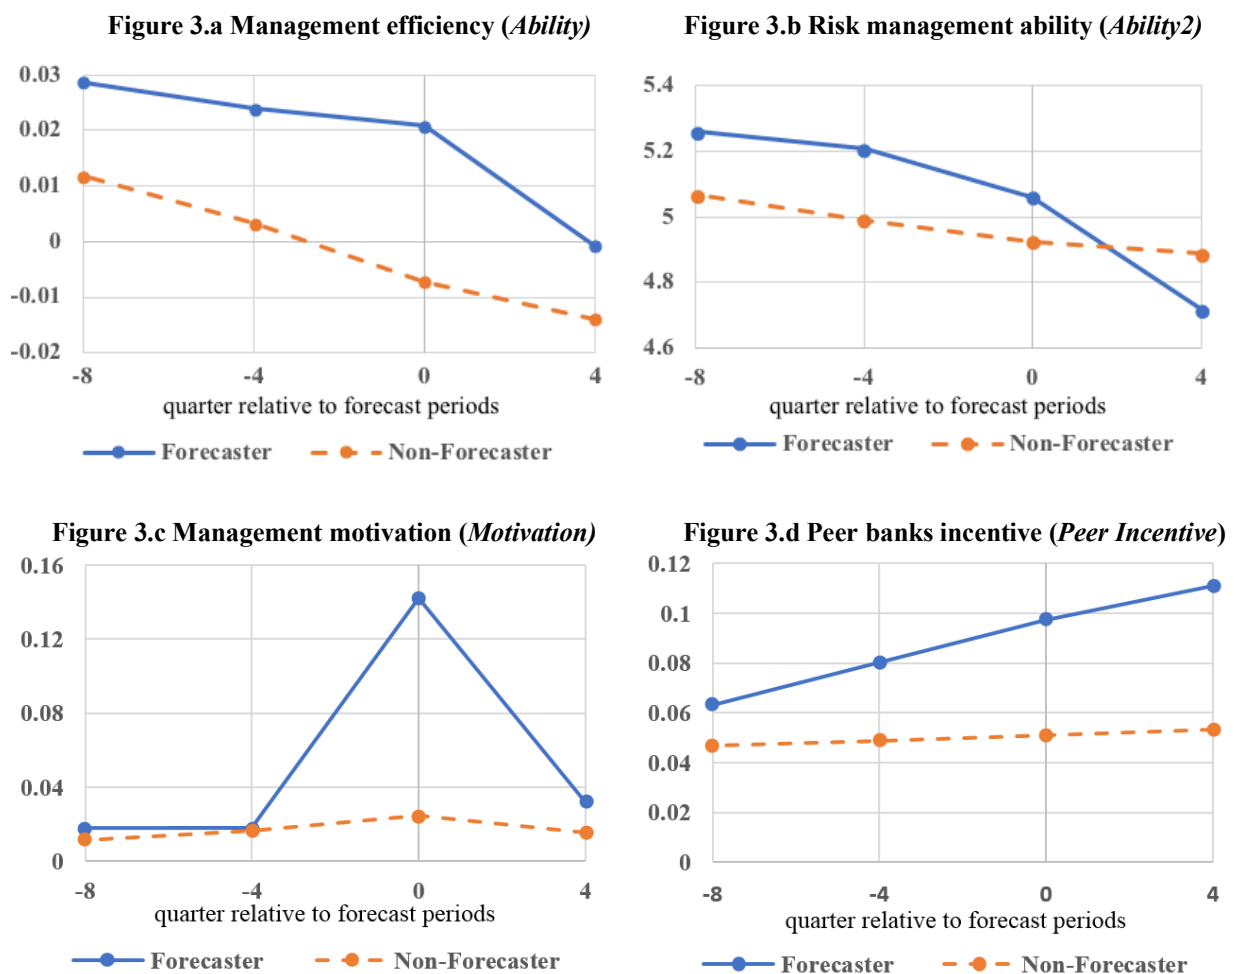 Figure 3.a Management efficiency (Ability)
0.03
0.02
0.01
0
-0.01
-0.02
-8 -4 0 4
quarter relative to forecast periods
Forecaster Non-Forecaster
Figure 3.b Risk management ability (Ability2)
5.4
5.2
5
4.8
4.6
-8 -4 0 4
quarter relative to forecast periods
Forecaster Non-Forecaster
Figure 3.c Management motivation (Motivation)
0.16
0.12
0.08
0.04
0
-8 -4 0 4
quarter relative to forecast periods
Forecaster Non-Forecaster
Figure 3.d Peer banks incentive (Peer Incentive)
0.12
0.1
0.08
0.06
0.04
0.02
0
-8 -4 0 4
quarter relative to forecast periods
Forecaster Non-Forecaster